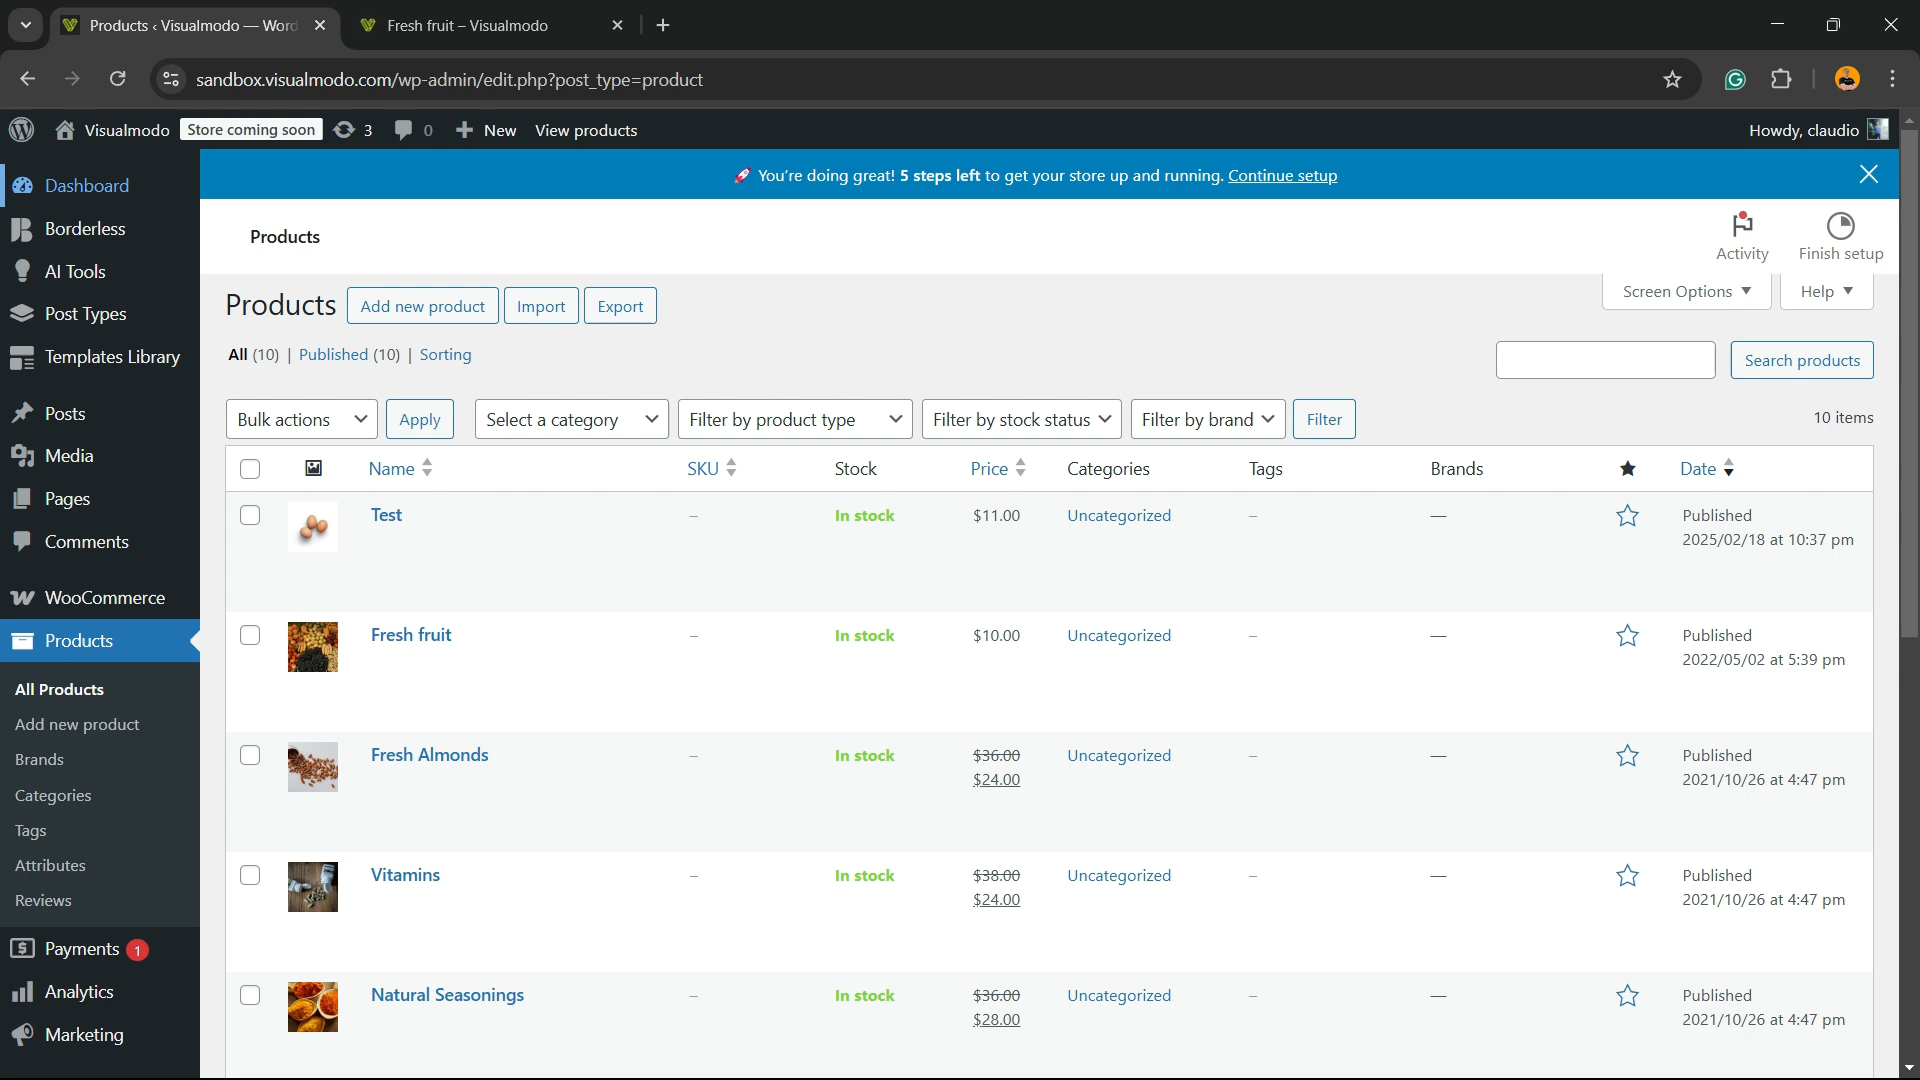 Products ‹ Visualmodo — Word
Fresh fruit – Visualmodo
sandbox.visualmodo.com/wp-admin/edit.php?post_type=product
Visualmodo Store coming soon 3 0 New View products
Howdy, claudio
Dashboard
Borderless
AI Tools
Post Types
Templates Library
Posts
Media
Pages
Comments
WooCommerce
Products
All Products
Add new product
Brands
Categories
Tags
Attributes
Reviews
Payments 1
Analytics
Marketing
You're doing great! 5 steps left to get your store up and running. Continue setup
Products
Activity
Finish setup
Products Add new product Import Export
Screen Options
Help
All (10) | Published (10) | Sorting
Search products
Bulk actions Apply Select a category Filter by product type Filter by stock status Filter by brand Filter
10 items
Name SKU Stock Price Categories Tags Brands Date
Test – In stock $11.00 Uncategorized – — Published
2025/02/18 at 10:37 pm
Fresh fruit – In stock $10.00 Uncategorized – — Published
2022/05/02 at 5:39 pm
Fresh Almonds – In stock $36.00 Uncategorized – — Published
$24.00 2021/10/26 at 4:47 pm
Vitamins – In stock $38.00 Uncategorized – — Published
$24.00 2021/10/26 at 4:47 pm
Natural Seasonings – In stock $36.00 Uncategorized – — Published
$28.00 2021/10/26 at 4:47 pm